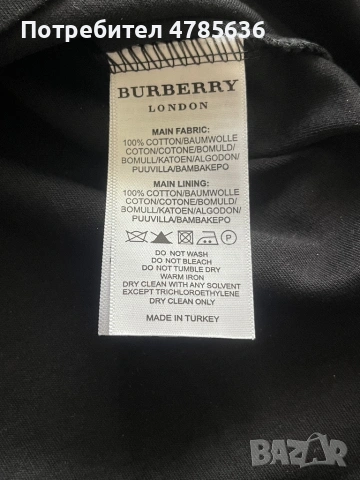 Потребител 4785636
BURBERRY
LONDON
MAIN FABRIC:
100% COTTON/BAUMWOLLE
COTON/COTONE/BOMULD/
BOMULL/KATOEN/ALGODON/
PUUVILLA/BAMBAKEPO
MAIN LINING:
100% COTTON/BAUMWOLLE
COTON/COTONE/BOMULD/
BOMULL/KATOEN/ALGODON/
PUUVILLA/BAMBAKEPO
P
DO NOT WASH
DO NOT BLEACH
DO NOT TUMBLE DRY
WARM IRON
DRY CLEAN WITH ANY SOLVENT
EXCEPT TRICHLOROETHYLENE
DRY CLEAN ONLY
MADE IN TURKEY
BAZAR